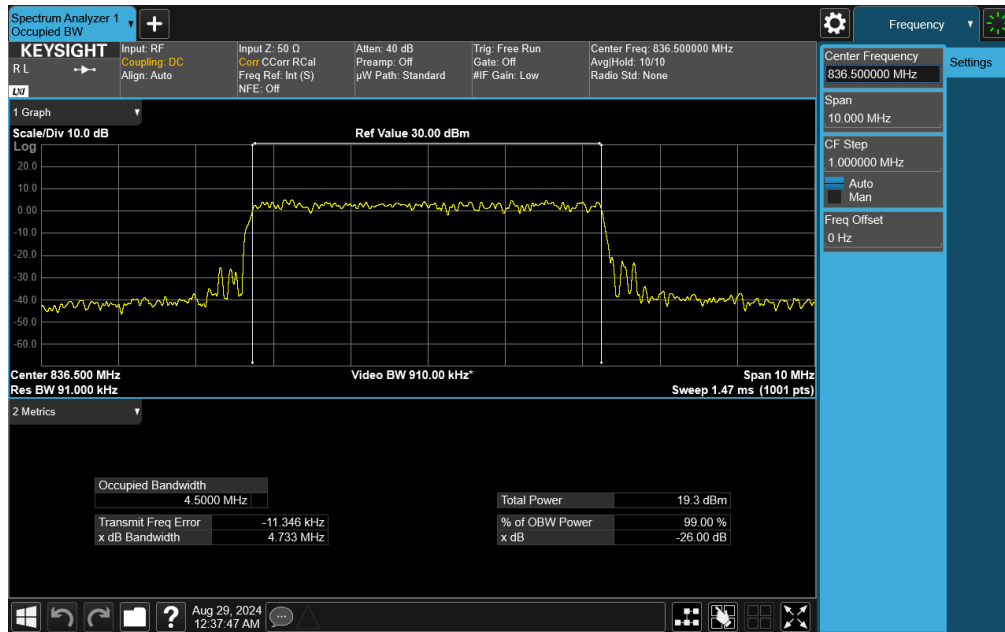 Spectrum Analyzer 1
Occupied BW
Frequency
KEYSIGHT
R L
LXI
Input: RF
Coupling: DC
Align: Auto
Input Z: 50 Ω
Corr CCorr RCal
Freq Ref: Int (S)
NFE: Off
Atten: 40 dB
Preamp: Off
µW Path: Standard
Trig: Free Run
Gate: Off
#IF Gain: Low
Center Freq: 836.500000 MHz
Avg|Hold: 10/10
Radio Std: None
Center Frequency
836.500000 MHz
Settings
Span
10.000 MHz
CF Step
1.000000 MHz
Auto
Man
Freq Offset
0 Hz
1 Graph
Scale/Div 10.0 dB
Ref Value 30.00 dBm
Log
20.0
10.0
0.00
-10.0
-20.0
-30.0
-40.0
-50.0
-60.0
Center 836.500 MHz
Video BW 910.00 kHz*
Span 10 MHz
Res BW 91.000 kHz
Sweep 1.47 ms (1001 pts)
2 Metrics
Occupied Bandwidth
4.5000 MHz
Total Power 19.3 dBm
Transmit Freq Error -11.346 kHz
% of OBW Power 99.00 %
x dB Bandwidth 4.733 MHz
x dB -26.00 dB
?
Aug 29, 2024
12:37:47 AM